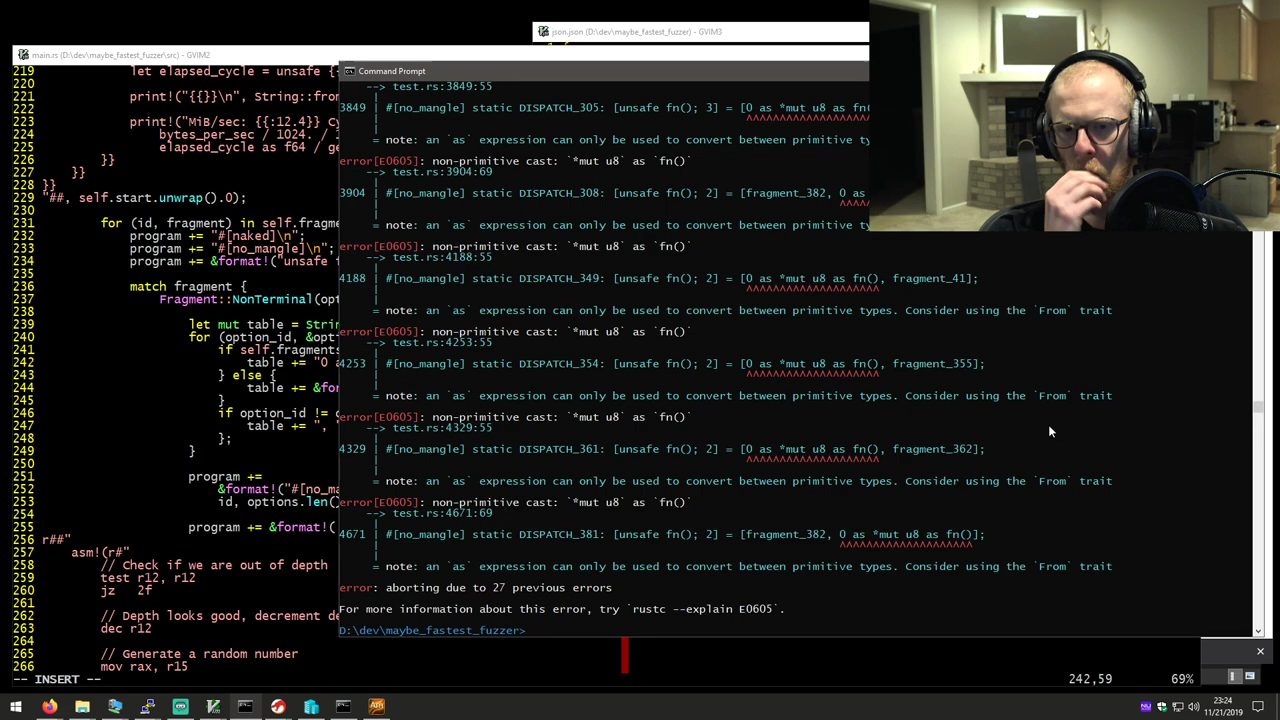 json.json (D:\dev\maybe_fastest_fuzzer) - GVIM3
main.rs (D:\dev\maybe_fastest_fuzzer\src) - GVIM2
219 let elapsed_cycle = unsafe {
220
221 print!("{{}}\n", String::from
222
223 print!("MiB/sec: {{:12.4}} Cy
224 bytes_per_sec / 1024. / 1
225 elapsed_cycle as f64 / ge
226 }}
227 }}
228 }}
229 "##, self.start.unwrap().0);
230
231 for (id, fragment) in self.fragme
232 program += "#[naked]\n";
233 program += "#[no_mangle]\n";
234 program += &format!("unsafe f
235
236 match fragment {
237 Fragment::NonTerminal(opt
238
239 let mut table = Strin
240 for (option_id, &opti
241 if self.fragments
242 table += "0 a
243 } else {
244 table += &for
245 }
246 if option_id != o
247 table += ", "
248 };
249 }
250
251 program +=
252 &format!("#[no_ma
253 id, options.len()
254
255 program += &format!(
256 r##"
257 asm!(r#"
258 // Check if we are out of depth
259 test r12, r12
260 jz 2f
261
262 // Depth looks good, decrement de
263 dec r12
264
265 // Generate a random number
266 mov rax, r15
-- INSERT --
242,59 69%
Command Prompt
--> test.rs:3849:55
3849 | #[no_mangle] static DISPATCH_305: [unsafe fn(); 3] = [0 as *mut u8 as fn(
^^^^^^^^^^^^^^^^^
= note: an `as` expression can only be used to convert between primitive ty
error[E0605]: non-primitive cast: `*mut u8` as `fn()`
--> test.rs:3904:69
3904 | #[no_mangle] static DISPATCH_308: [unsafe fn(); 2] = [fragment_382, 0 as
^^^^
= note: an `as` expression can only be used to convert between primitive ty
error[E0605]: non-primitive cast: `*mut u8` as `fn()`
--> test.rs:4188:55
4188 | #[no_mangle] static DISPATCH_349: [unsafe fn(); 2] = [0 as *mut u8 as fn(), fragment_41];
^^^^^^^^^^^^^^^^^^
= note: an `as` expression can only be used to convert between primitive types. Consider using the `From` trait
error[E0605]: non-primitive cast: `*mut u8` as `fn()`
--> test.rs:4253:55
4253 | #[no_mangle] static DISPATCH_354: [unsafe fn(); 2] = [0 as *mut u8 as fn(), fragment_355];
^^^^^^^^^^^^^^^^^^
= note: an `as` expression can only be used to convert between primitive types. Consider using the `From` trait
error[E0605]: non-primitive cast: `*mut u8` as `fn()`
--> test.rs:4329:55
4329 | #[no_mangle] static DISPATCH_361: [unsafe fn(); 2] = [0 as *mut u8 as fn(), fragment_362];
^^^^^^^^^^^^^^^^^^
= note: an `as` expression can only be used to convert between primitive types. Consider using the `From` trait
error[E0605]: non-primitive cast: `*mut u8` as `fn()`
--> test.rs:4671:69
4671 | #[no_mangle] static DISPATCH_381: [unsafe fn(); 2] = [fragment_382, 0 as *mut u8 as fn()];
^^^^^^^^^^^^^^^^^^
= note: an `as` expression can only be used to convert between primitive types. Consider using the `From` trait
error: aborting due to 27 previous errors
For more information about this error, try `rustc --explain E0605`.
D:\dev\maybe_fastest_fuzzer>
23:24
11/21/2019